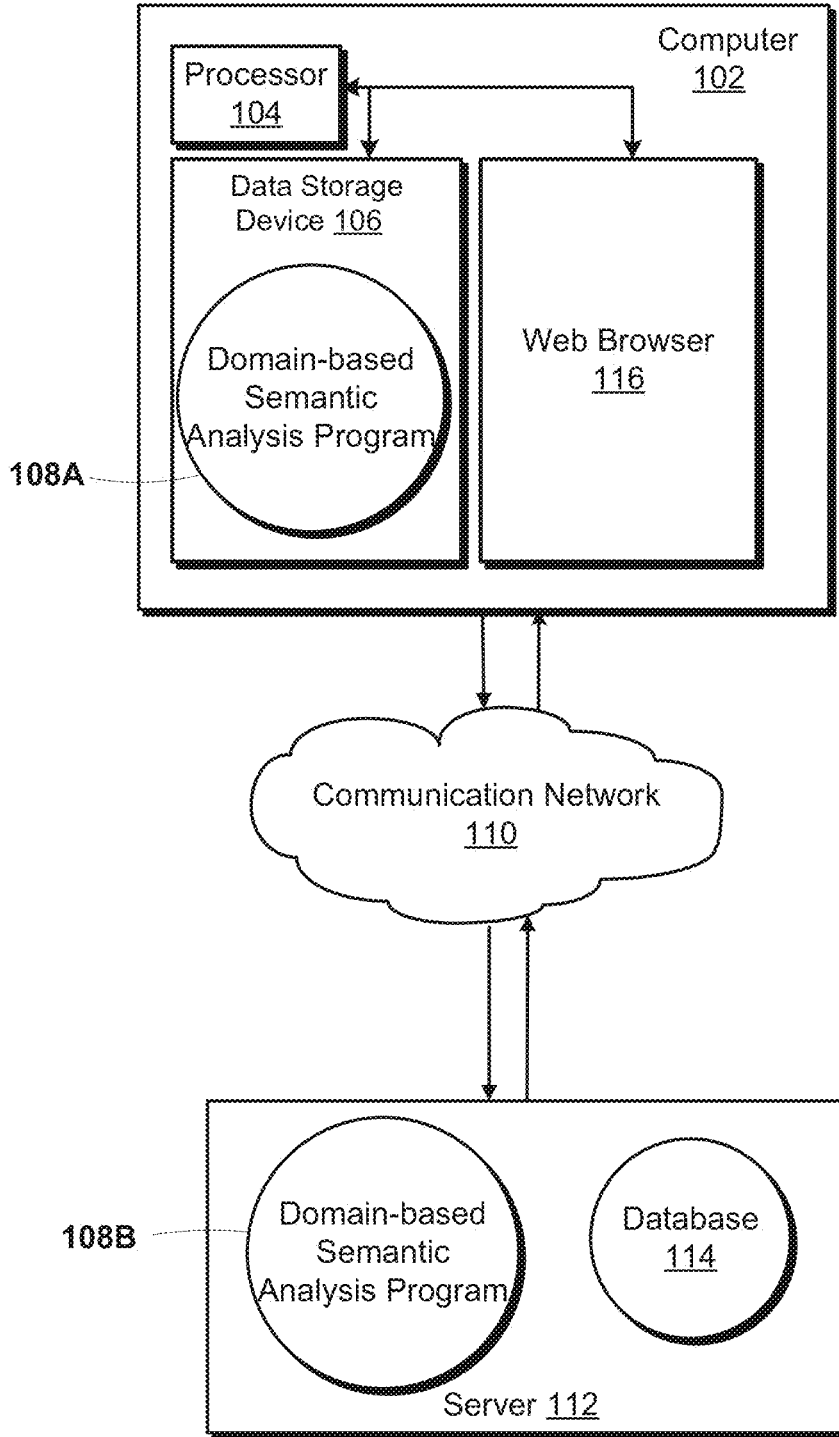 Computer
102
Processor
104
Data Storage
Device 106
Domain-based
Semantic
Analysis Program
108A
Web Browser
116
Communication Network
110
108B
Domain-based
Semantic
Analysis Program
Database
114
Server 112